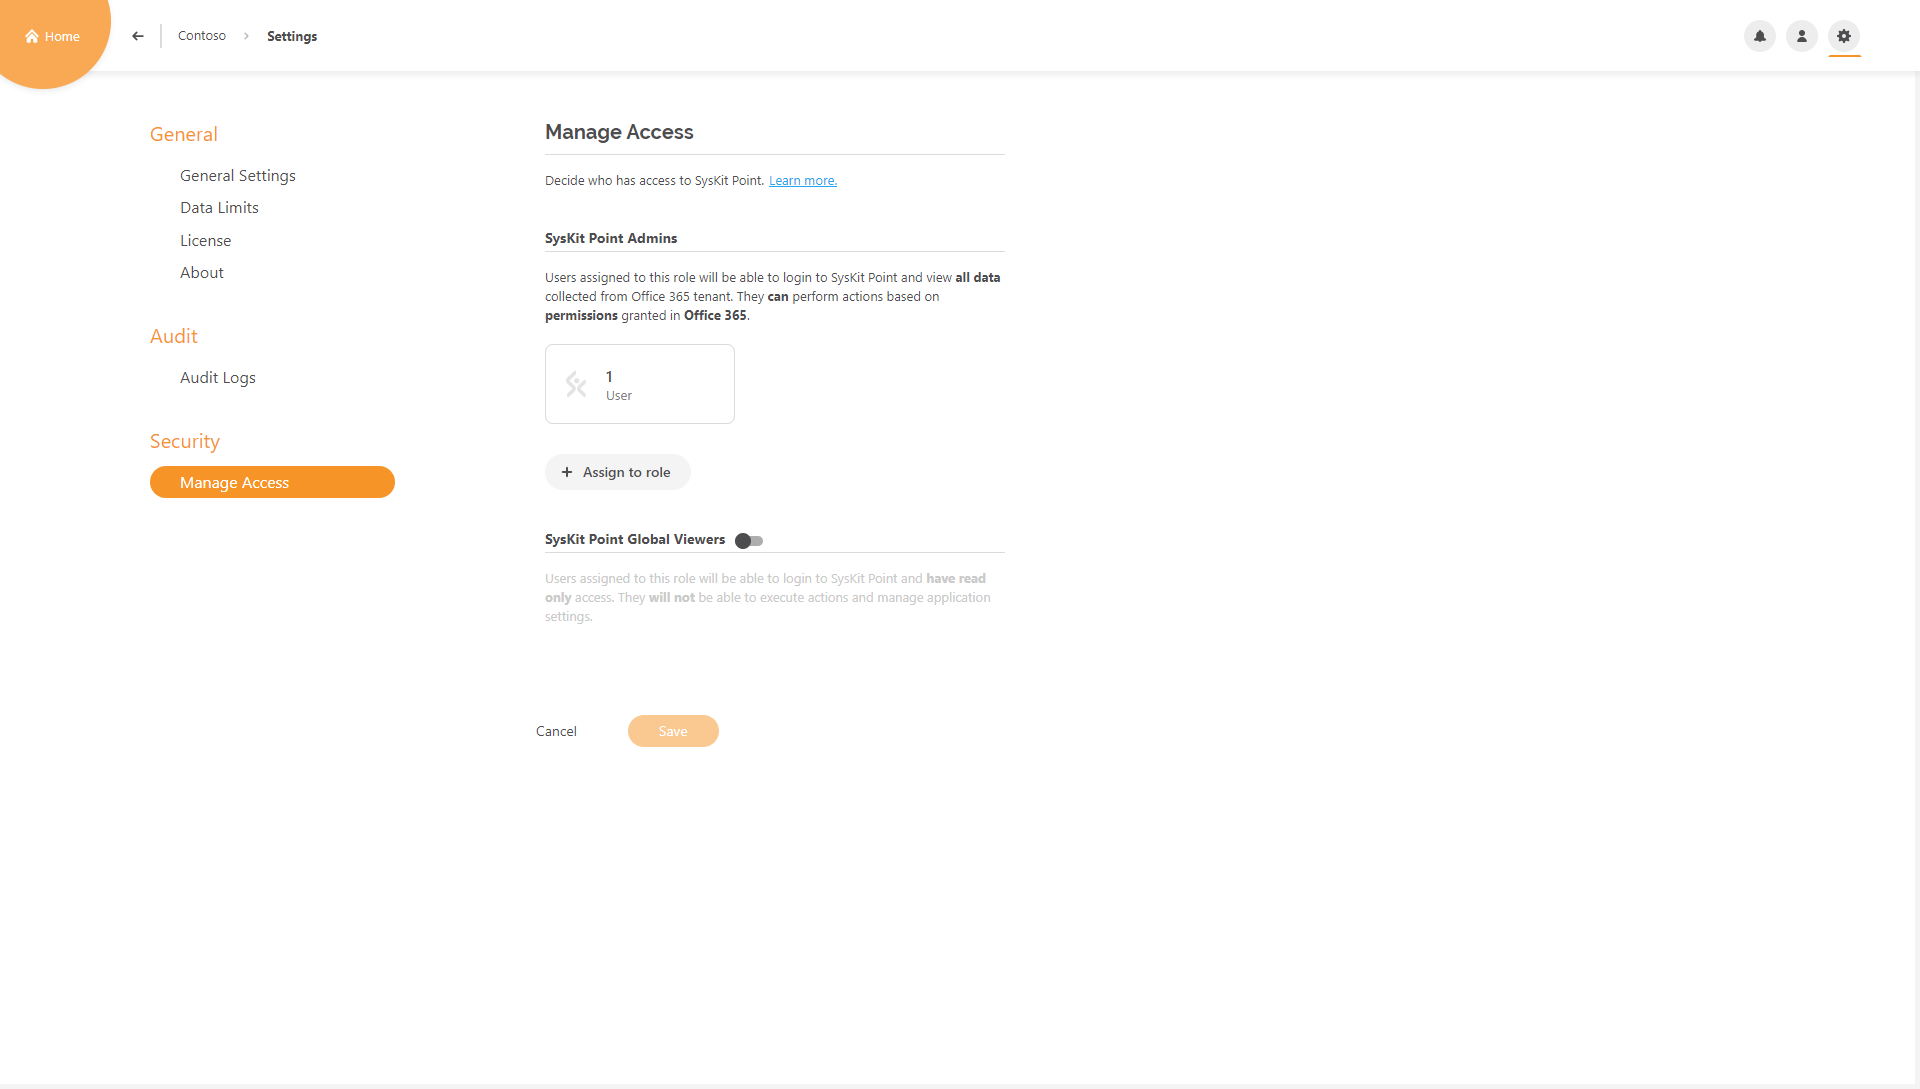 Home
Contoso
Settings
General
General Settings
Data Limits
License
About
Audit
Audit Logs
Security
Manage Access
Manage Access
Decide who has access to SysKit Point. Learn more.
SysKit Point Admins
Users assigned to this role will be able to login to SysKit Point and view all data
collected from Office 365 tenant. They can perform actions based on
permissions granted in Office 365.
1
User
+ Assign to role
SysKit Point Global Viewers
Users assigned to this role will be able to login to SysKit Point and have read
only access. They will not be able to execute actions and manage application
settings.
Cancel
Save